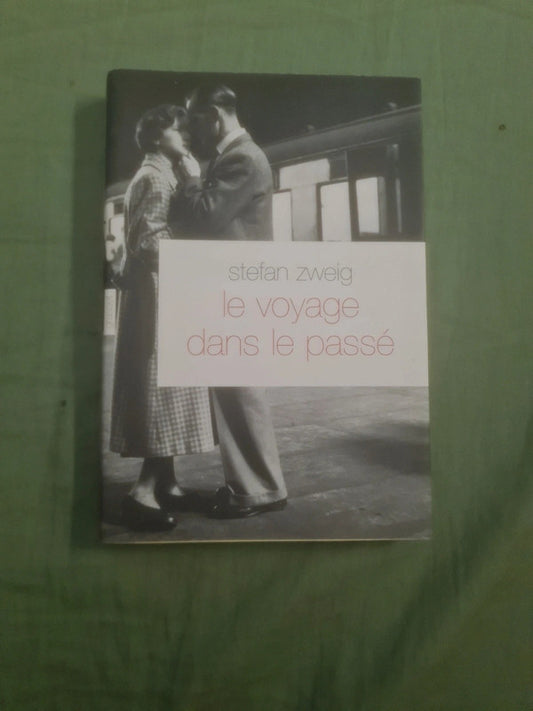 stefan zweig
le voyage
dans le passé